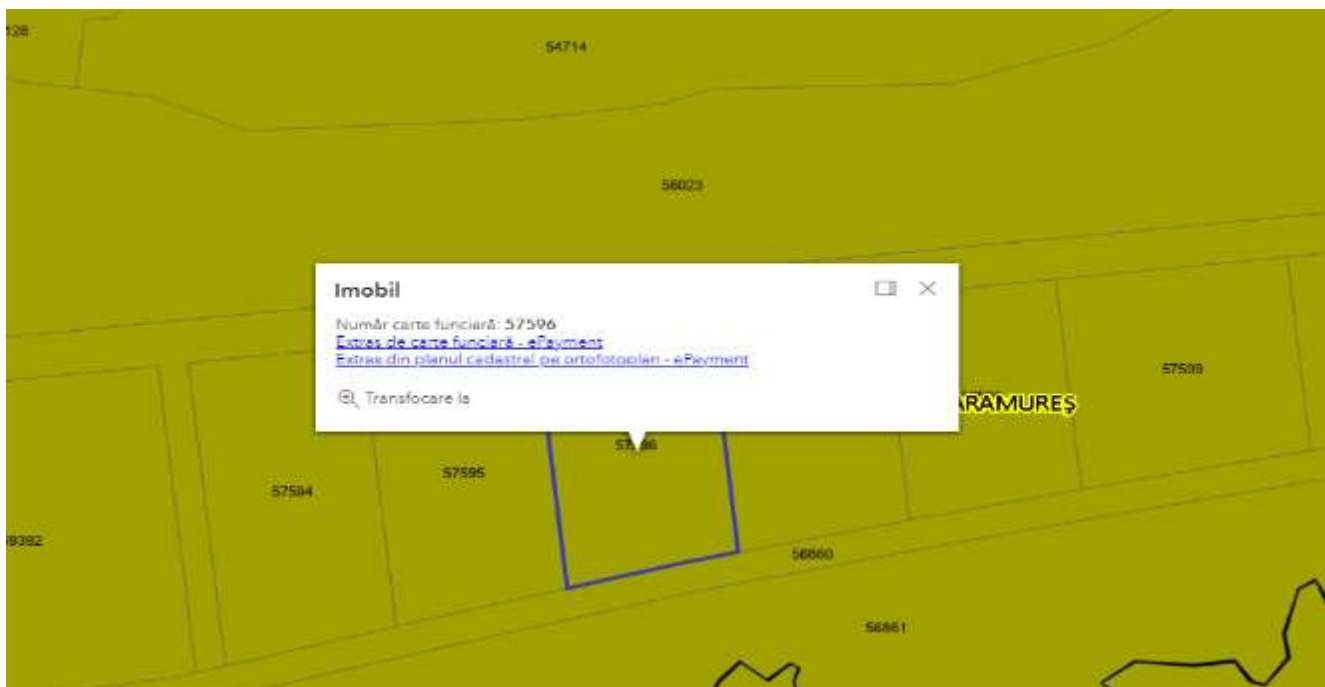 128
54714
56023
Imobil
Număr carte funciară: 57596
Extras de carte funciară - ePayment
Extras din planul cadastral pe ortofotoplan - ePayment
Transfocare la
57599
ARAMUREȘ
57595
57594
56860
56861